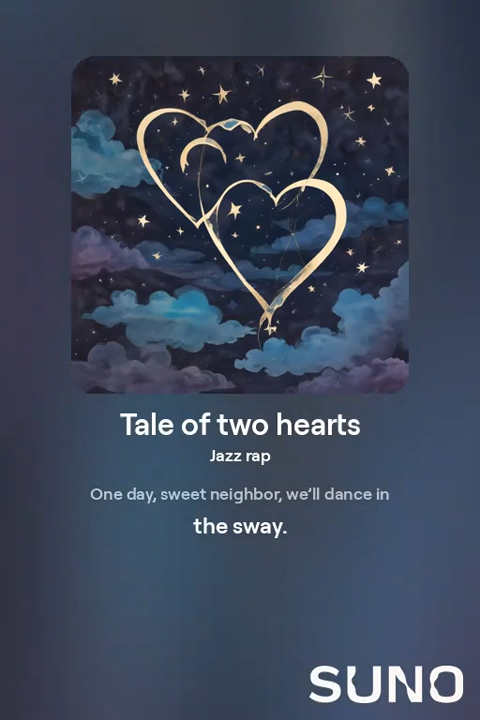 Tale of two hearts
Jazz rap
One day, sweet neighbor, we’ll dance in
the sway.
SUNO